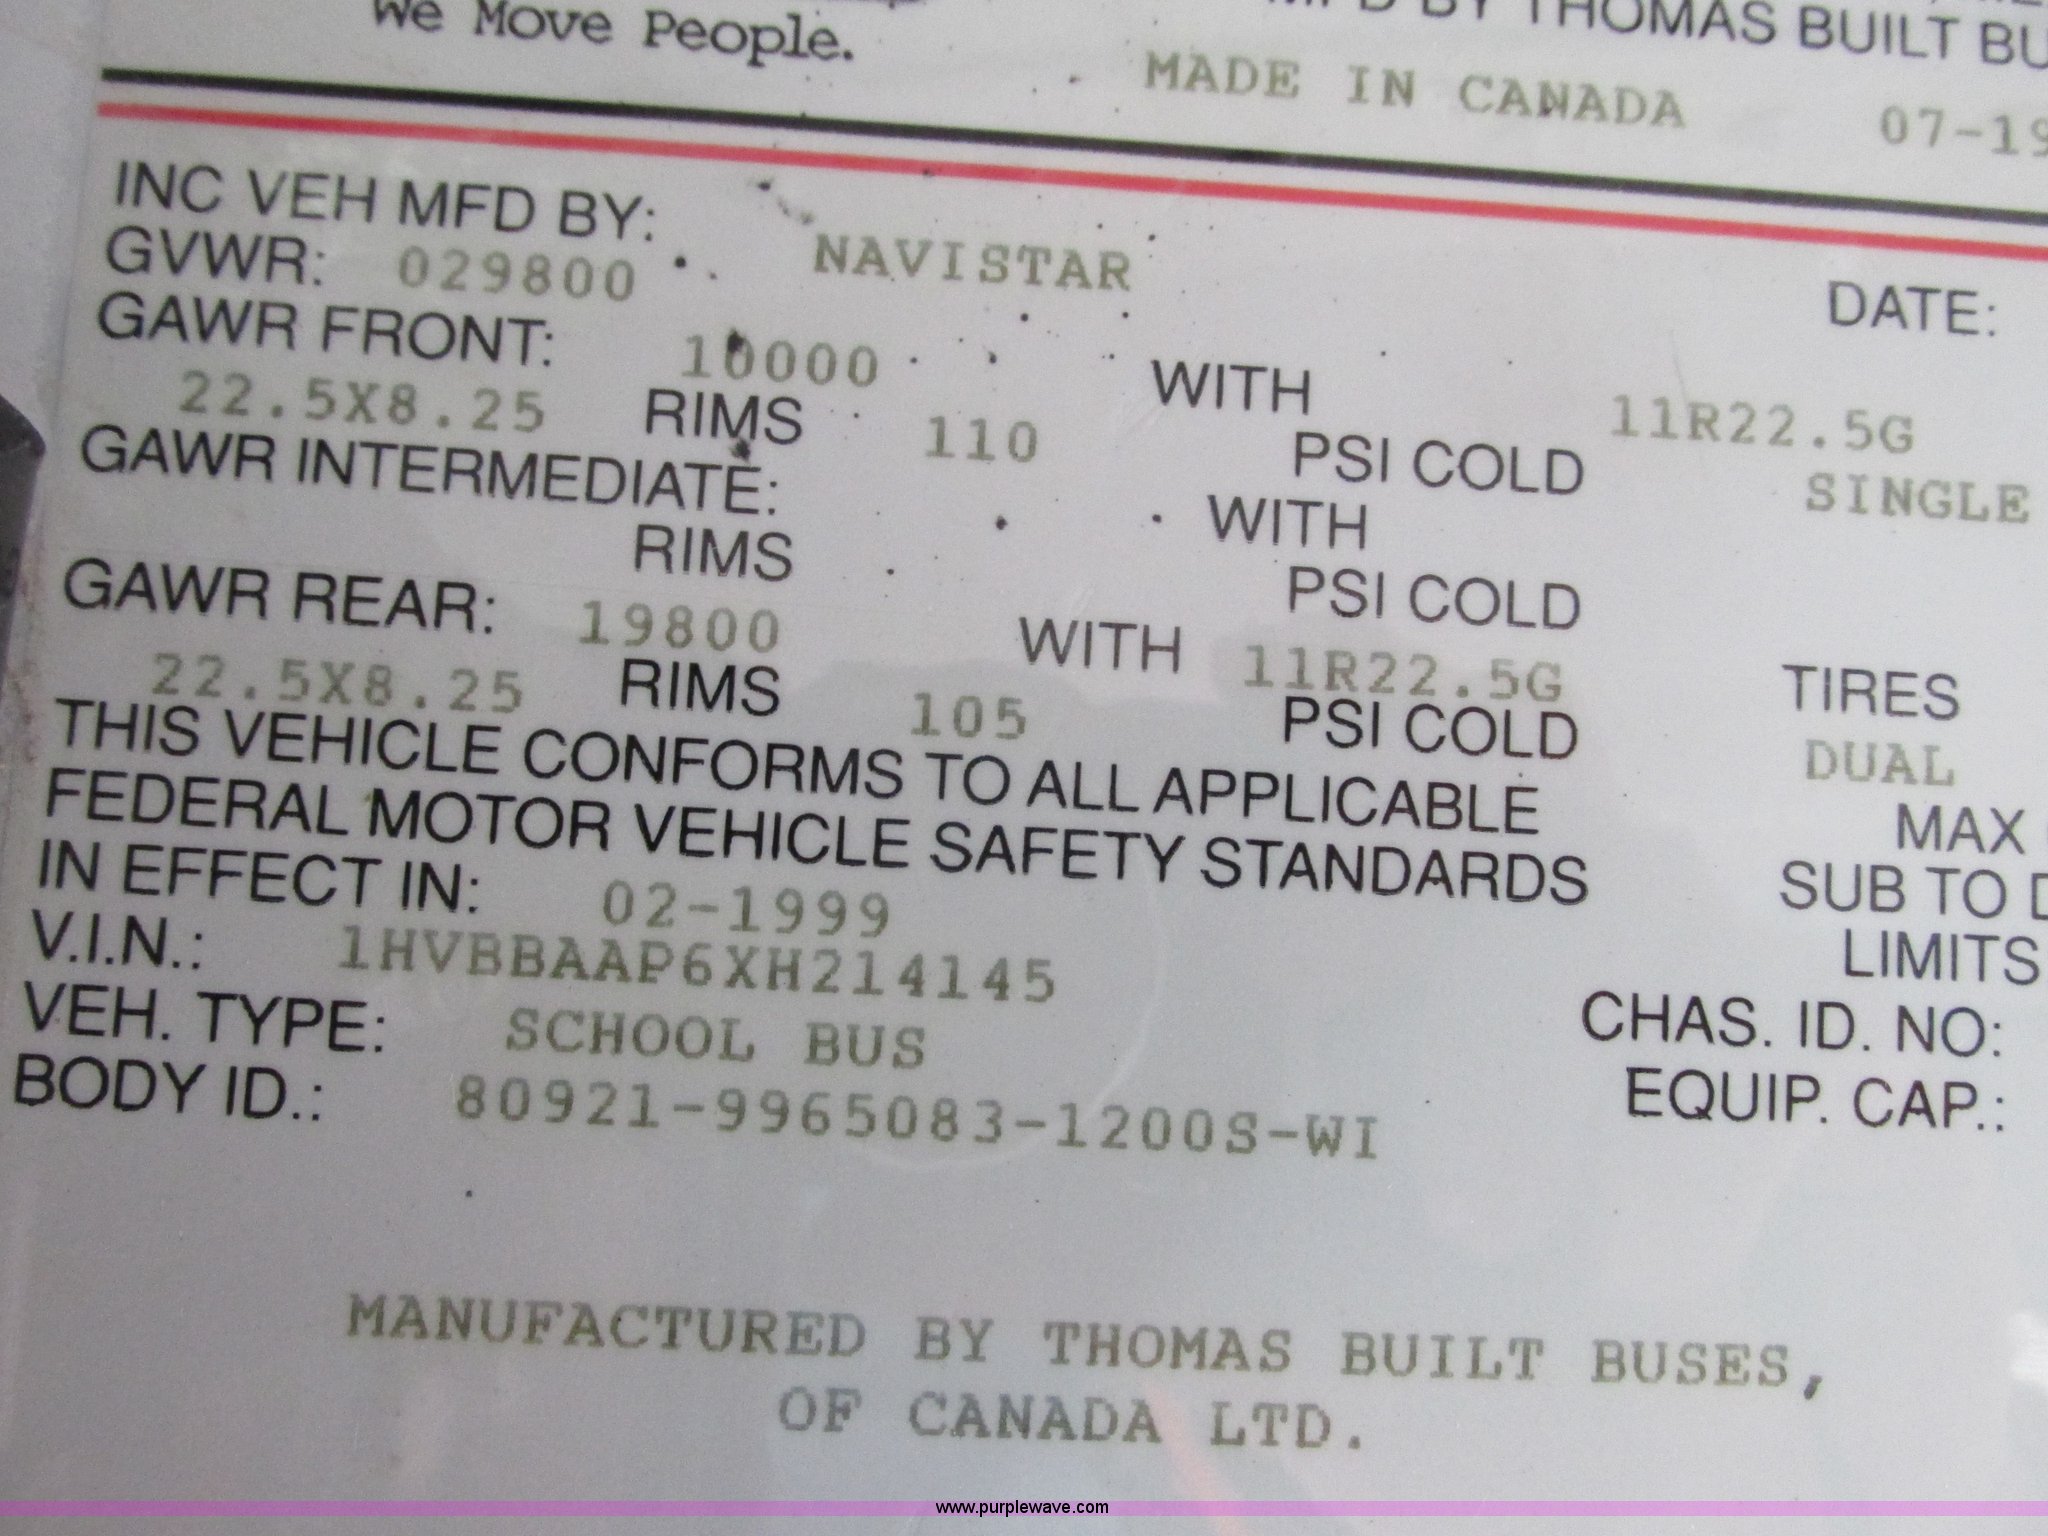 We Move People.
BY THOMAS BUILT
MADE IN CANADA 07-19
INC VEH MFD BY: NAVISTAR
GVWR: 029800 DATE:
GAWR FRONT: 10000 WITH 11R22.5G
22.5X8.25 RIMS 110 PSI COLD SINGLE
GAWR INTERMEDIATE: WITH
RIMS PSI COLD
GAWR REAR: 19800 WITH 11R22.5G TIRES
22.5X8.25 RIMS 105 PSI COLD DUAL
THIS VEHICLE CONFORMS TO ALL APPLICABLE MAX
FEDERAL MOTOR VEHICLE SAFETY STANDARDS SUB TO
IN EFFECT IN: 02-1999 LIMITS
V.I.N.: 1HVBBAAP6XH214145 CHAS. ID. NO:
VEH. TYPE: SCHOOL BUS EQUIP. CAP.:
BODY ID.: 80921-9965083-1200S-WI
MANUFACTURED BY THOMAS BUILT BUSES,
OF CANADA LTD.
www.purplewave.com